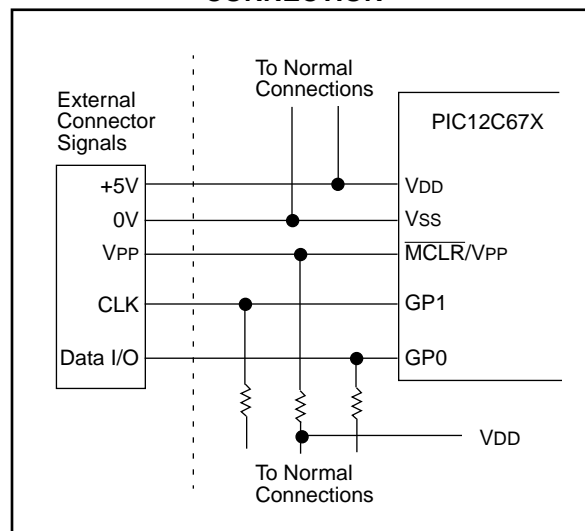 CONNECTION
To Normal
Connections
External
Connector
Signals
PIC12C67X
+5V
VDD
0V
VSS
VPP
MCLR/VPP
CLK
GP1
Data I/O
GP0
VDD
To Normal
Connections